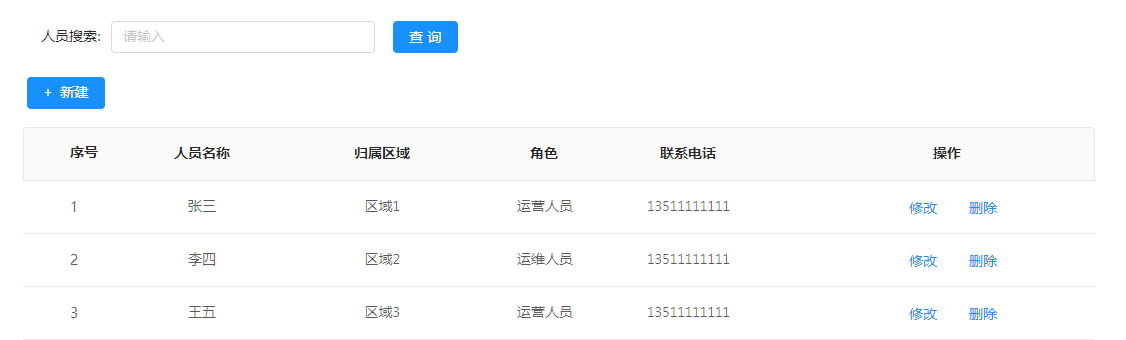 人员搜索: 请输入 查 询
+ 新建
序号 人员名称 归属区域 角色 联系电话 操作
1 张三 区域1 运营人员 13511111111 修改 删除
2 李四 区域2 运维人员 13511111111 修改 删除
3 王五 区域3 运营人员 13511111111 修改 删除